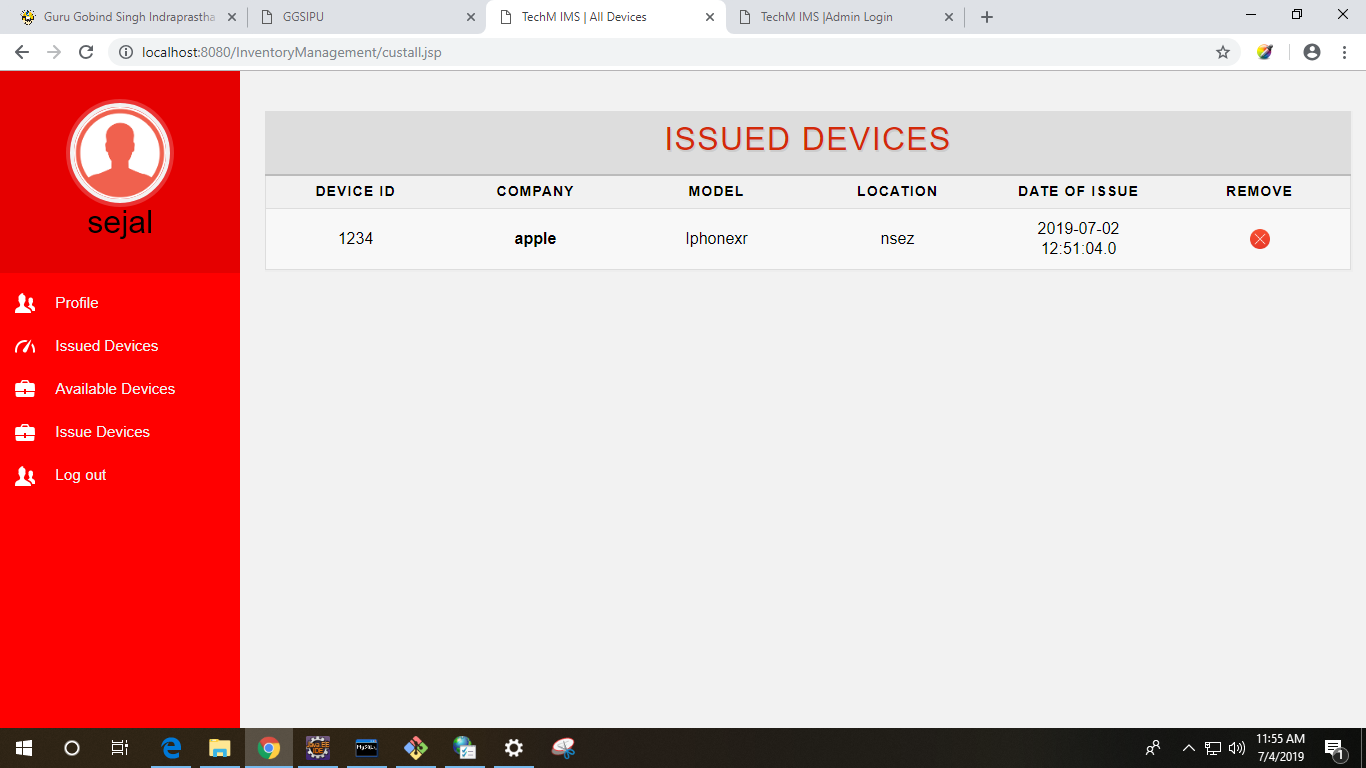 Guru Gobind Singh Indraprastha
GGSIPU
TechM IMS | All Devices
TechM IMS |Admin Login
localhost:8080/InventoryManagement/custall.jsp
sejal
Profile
Issued Devices
Available Devices
Issue Devices
Log out
ISSUED DEVICES
DEVICE ID COMPANY MODEL LOCATION DATE OF ISSUE REMOVE
1234 apple Iphonexr nsez 2019-07-02
12:51:04.0
MySQL
11:55 AM
7/4/2019
1